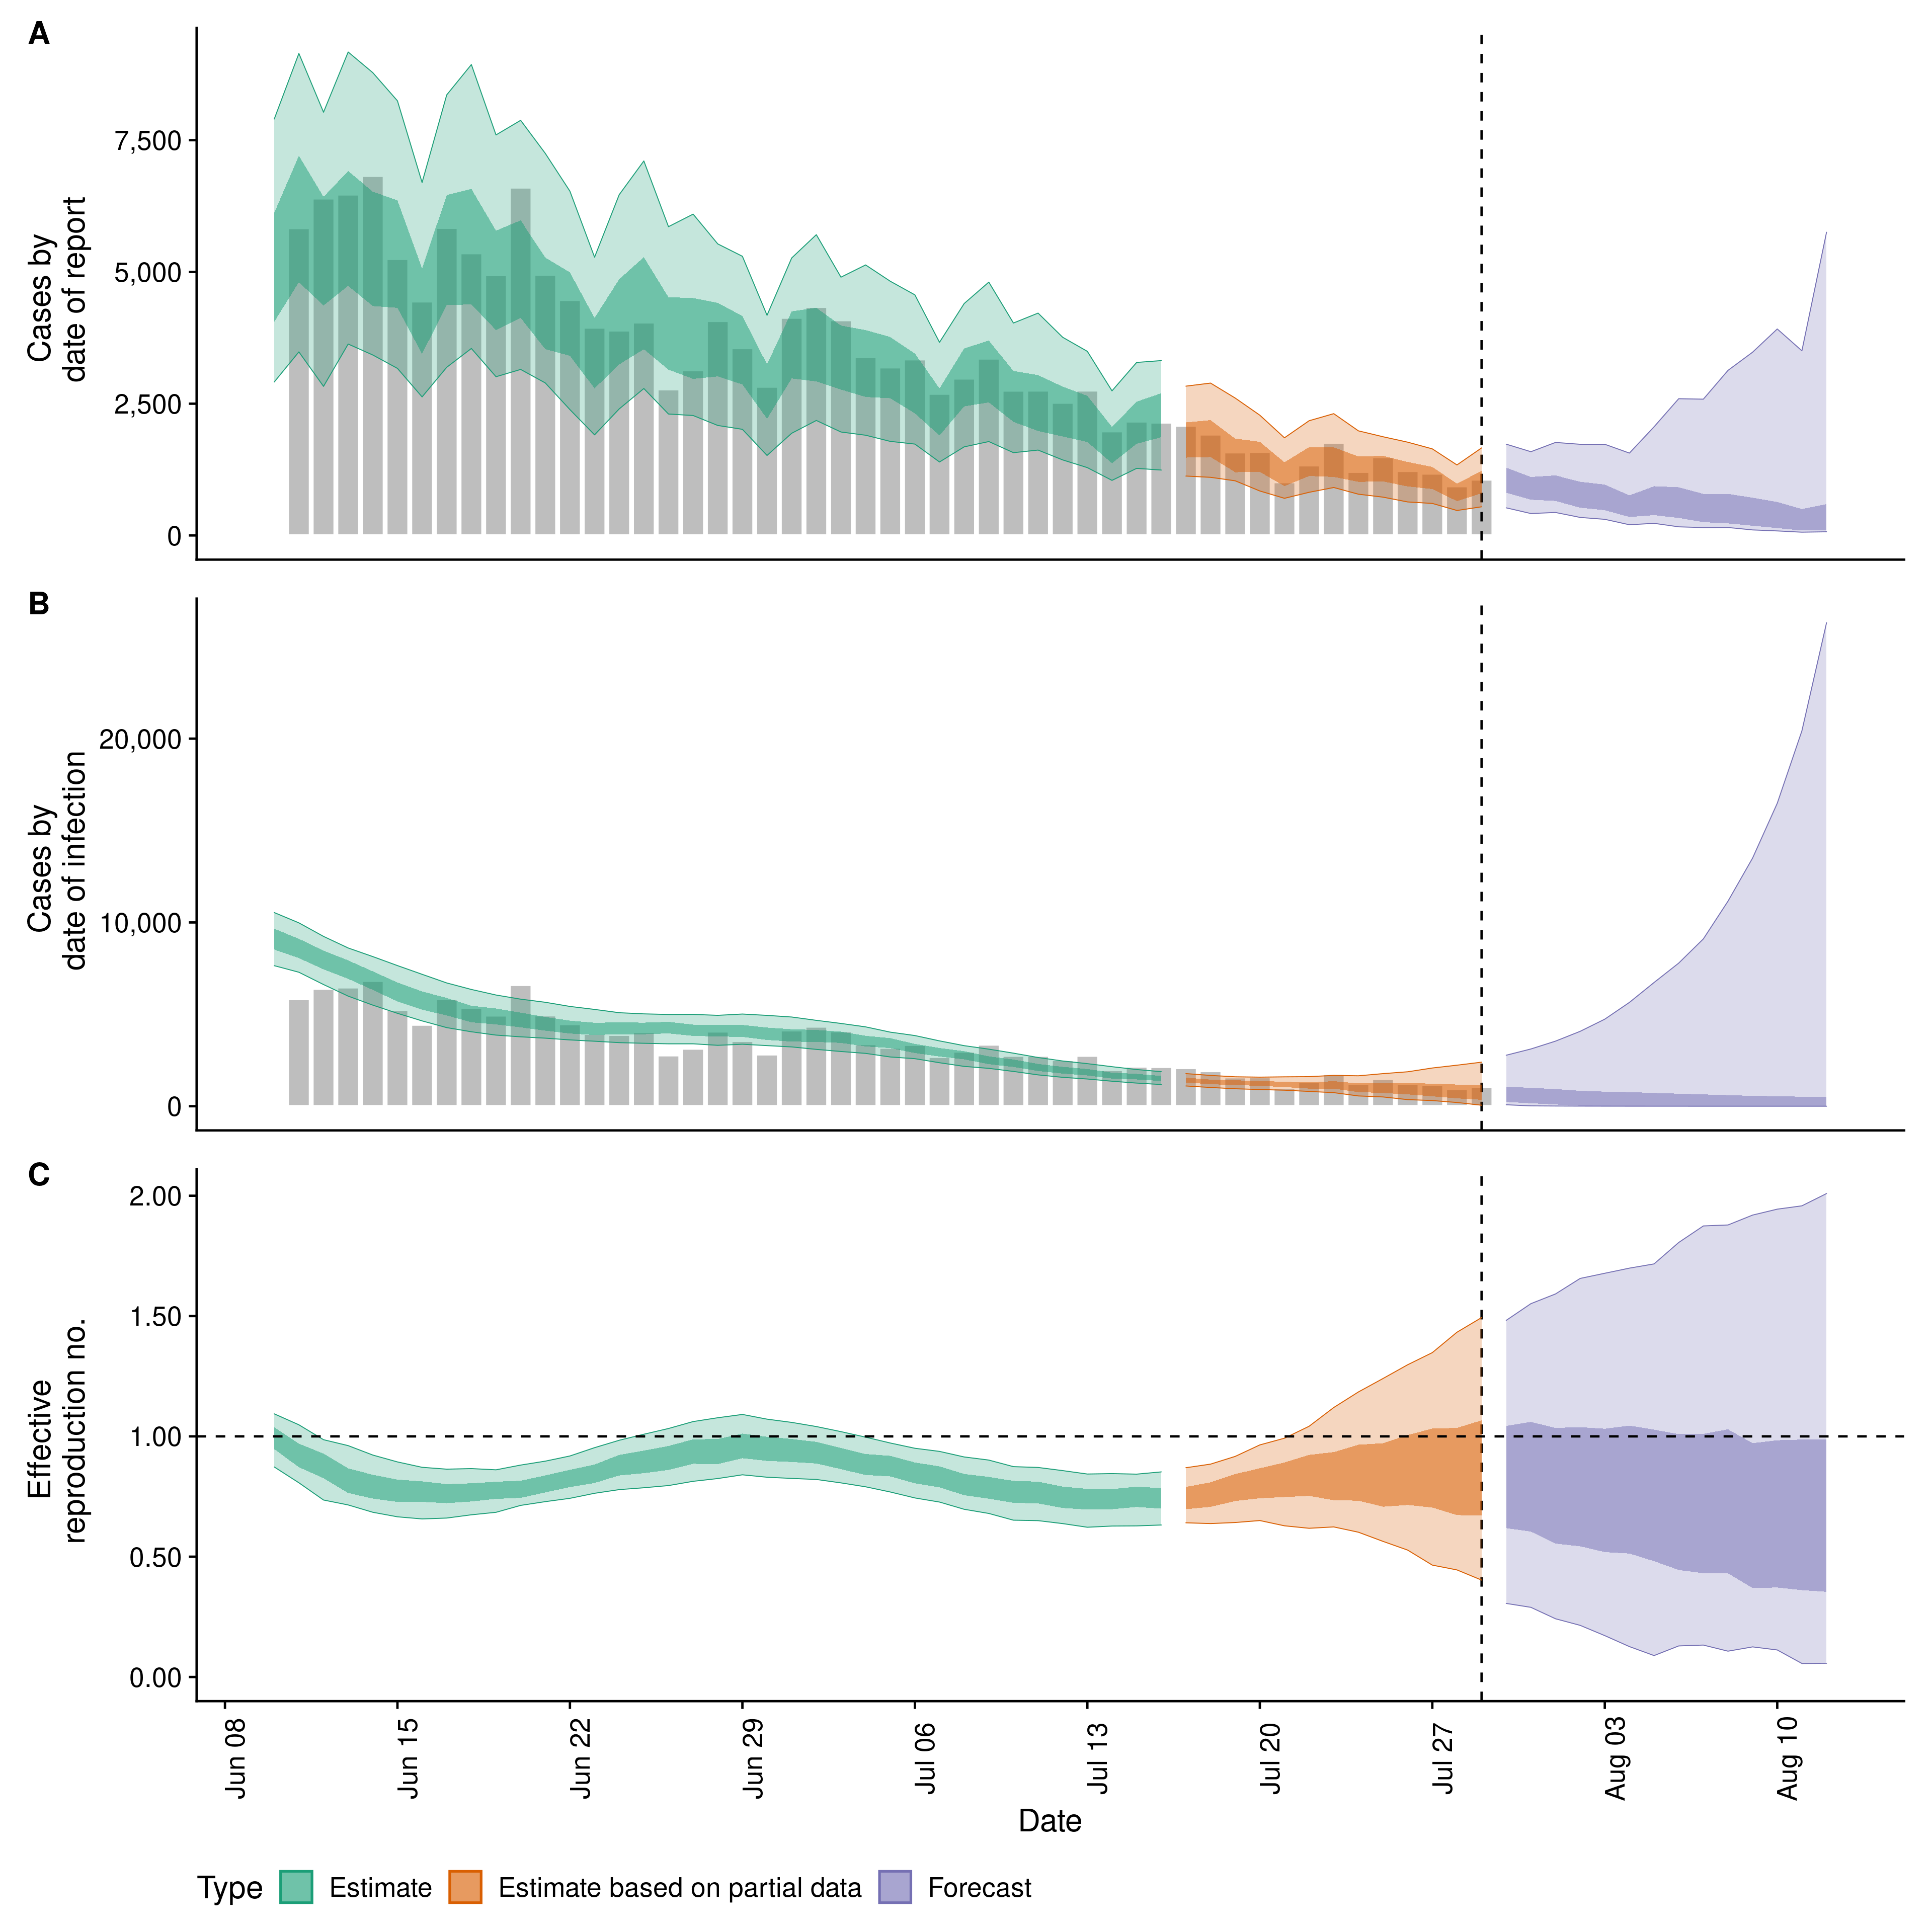 A
Cases by
date of report
7,500
5,000
2,500
0
B
Cases by
date of infection
20,000
10,000
0
C
Effective
reproduction no.
2.00
1.50
1.00
0.50
0.00
Jun 08
Jun 15
Jun 22
Jun 29
Jul 06
Jul 13
Jul 20
Jul 27
Aug 03
Aug 10
Date
Type Estimate Estimate based on partial data Forecast